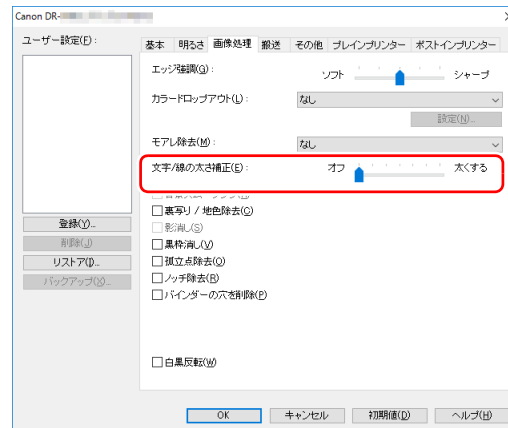 Canon DR-
ユーザー設定(F):
基本 明るさ 画像処理 搬送 その他 プレインプリンター ポストインプリンター
エッジ強調(G):
ソフト シャープ
カラードロップアウト(L):
なし
設定(N)...
モアレ除去(M):
なし
文字/線の太さ補正(E):
オフ 太くする
裏写り / 地色除去(C)
影消し(S)
黒枠消し(V)
孤立点除去(O)
ノッチ除去(R)
バインダーの穴を削除(P)
白黒反転(W)
登録(Y)...
削除(J)
リストア(I)...
バックアップ(X)...
OK キャンセル 初期値(D) ヘルプ(H)